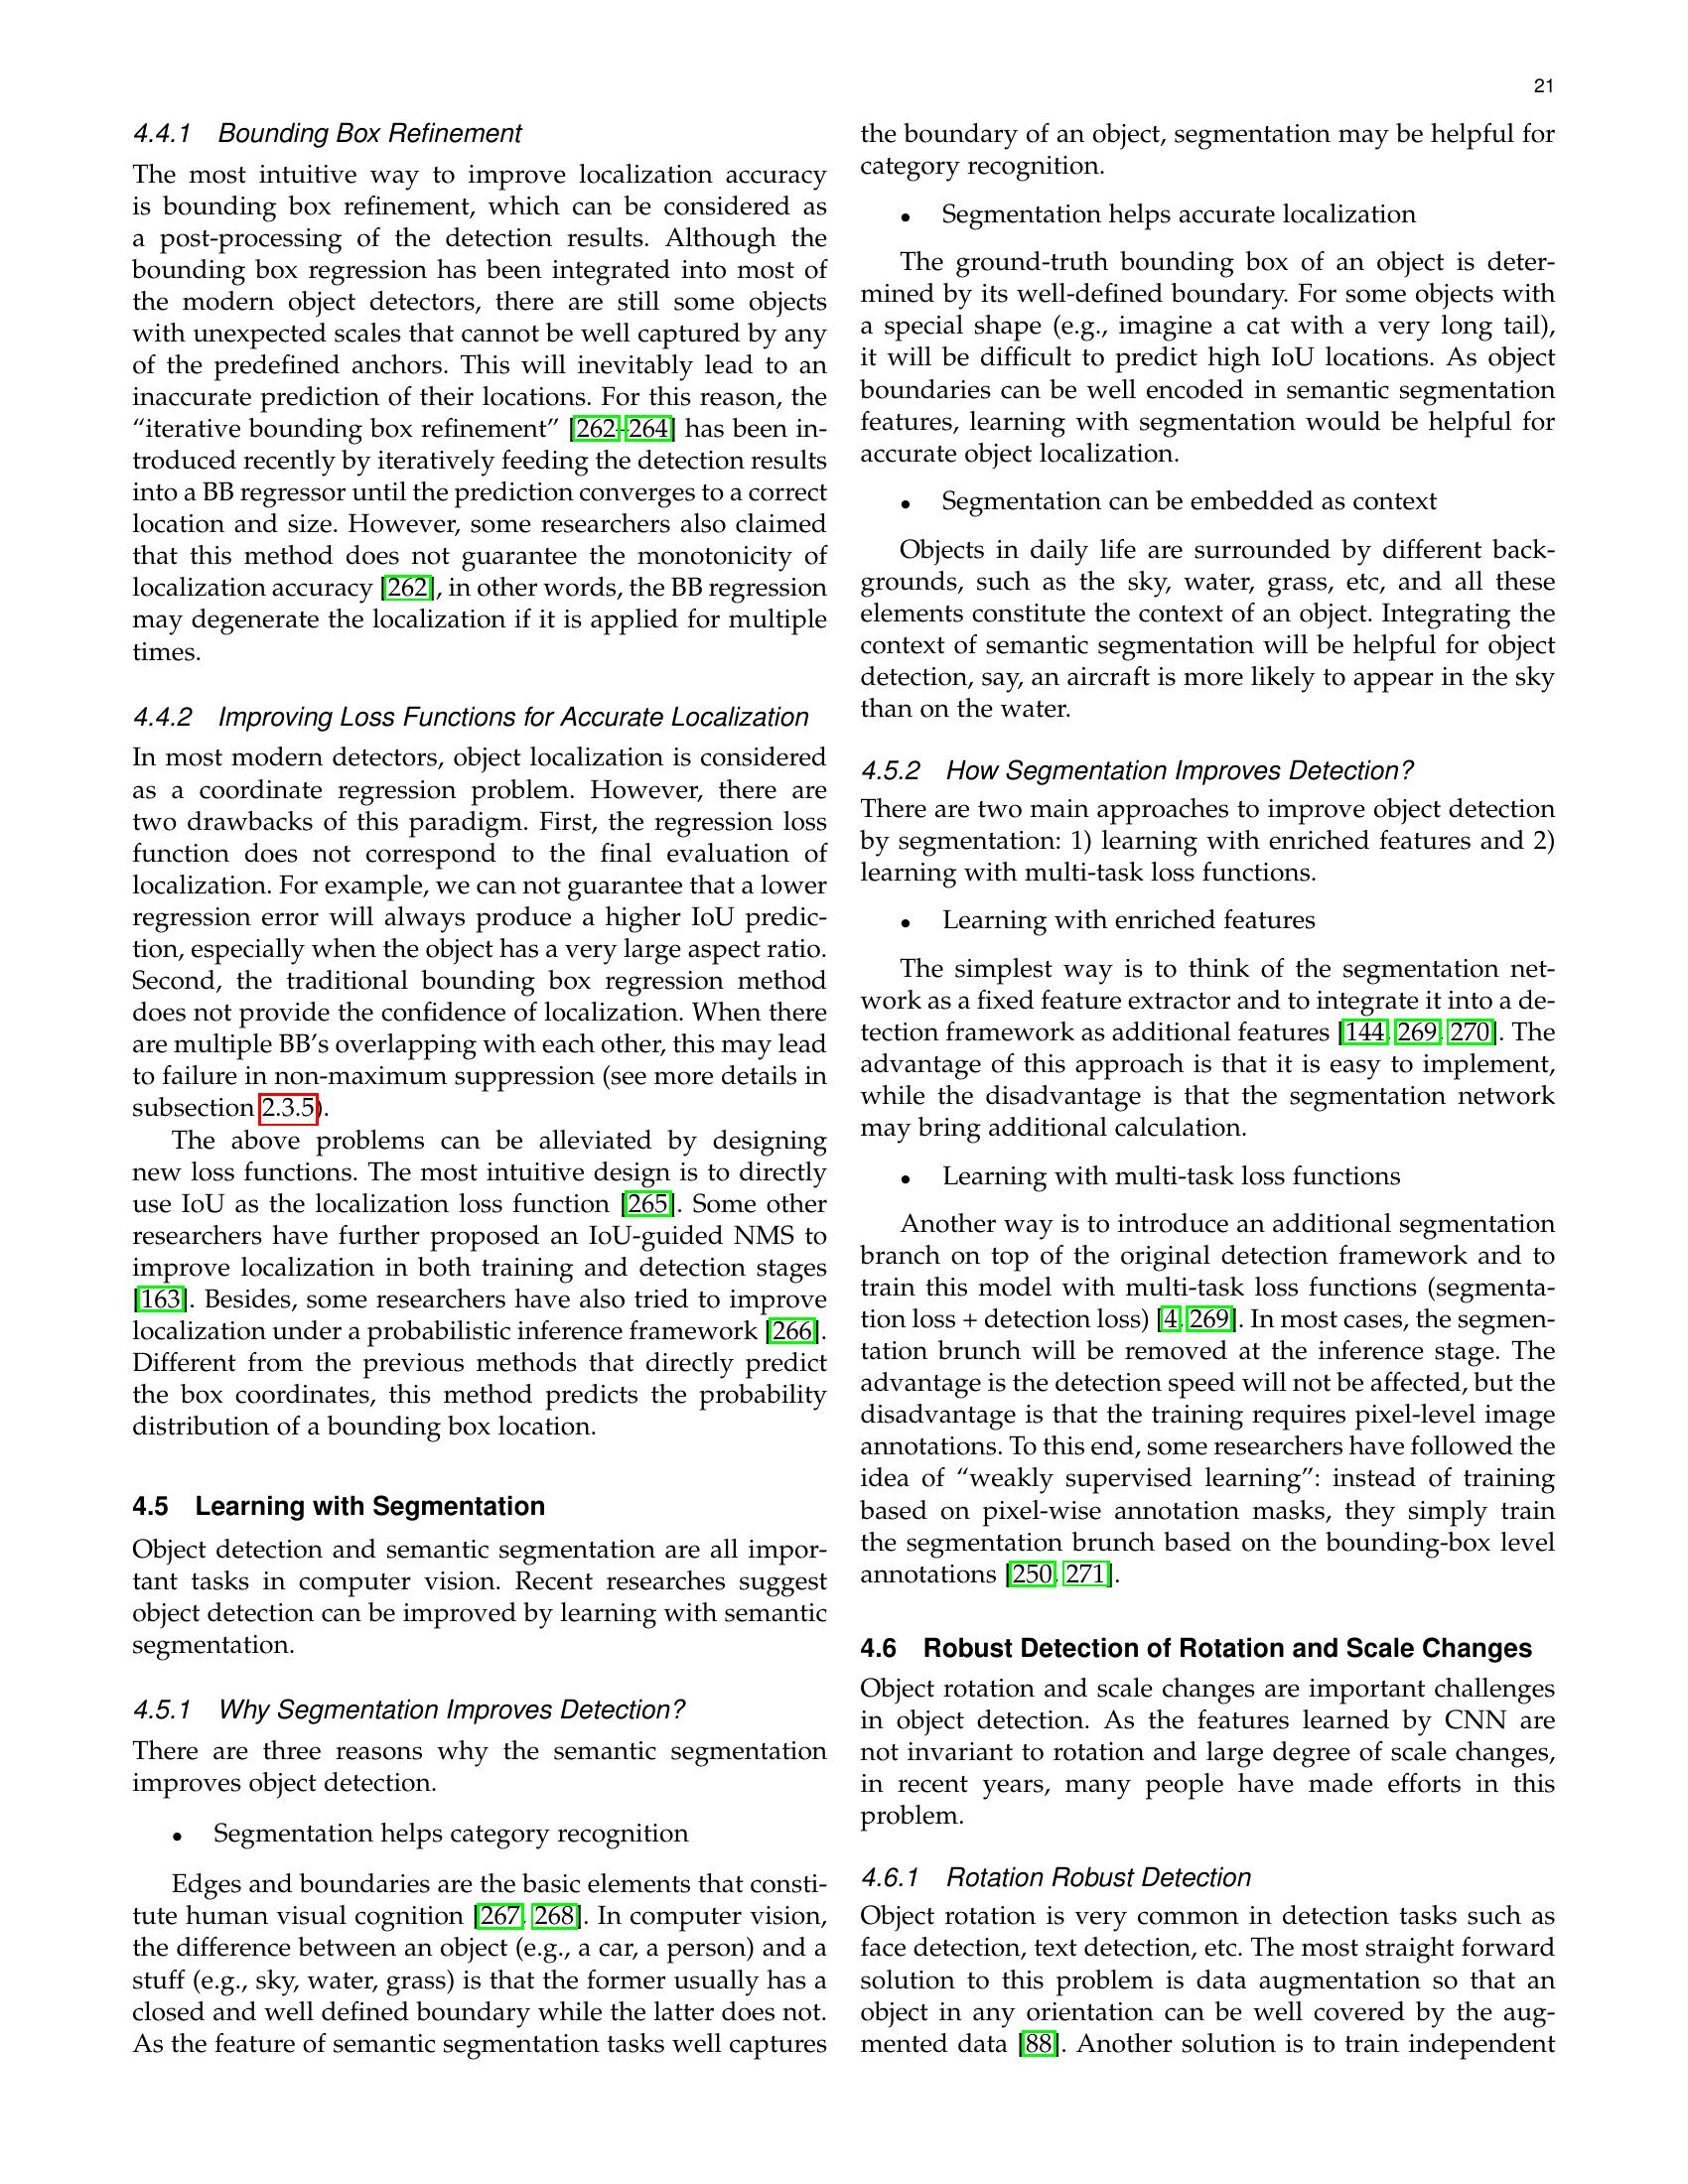 21
4.4.1 Bounding Box Refinement
The most intuitive way to improve localization accuracy
is bounding box refinement, which can be considered as
a post-processing of the detection results. Although the
bounding box regression has been integrated into most of
the modern object detectors, there are still some objects
with unexpected scales that cannot be well captured by any
of the predefined anchors. This will inevitably lead to an
inaccurate prediction of their locations. For this reason, the
“iterative bounding box refinement” [262–264] has been in-
troduced recently by iteratively feeding the detection results
into a BB regressor until the prediction converges to a correct
location and size. However, some researchers also claimed
that this method does not guarantee the monotonicity of
localization accuracy [262], in other words, the BB regression
may degenerate the localization if it is applied for multiple
times.
4.4.2 Improving Loss Functions for Accurate Localization
In most modern detectors, object localization is considered
as a coordinate regression problem. However, there are
two drawbacks of this paradigm. First, the regression loss
function does not correspond to the final evaluation of
localization. For example, we can not guarantee that a lower
regression error will always produce a higher IoU predic-
tion, especially when the object has a very large aspect ratio.
Second, the traditional bounding box regression method
does not provide the confidence of localization. When there
are multiple BB’s overlapping with each other, this may lead
to failure in non-maximum suppression (see more details in
subsection 2.3.5).
The above problems can be alleviated by designing
new loss functions. The most intuitive design is to directly
use IoU as the localization loss function [265]. Some other
researchers have further proposed an IoU-guided NMS to
improve localization in both training and detection stages
[163]. Besides, some researchers have also tried to improve
localization under a probabilistic inference framework [266].
Different from the previous methods that directly predict
the box coordinates, this method predicts the probability
distribution of a bounding box location.
4.5 Learning with Segmentation
Object detection and semantic segmentation are all impor-
tant tasks in computer vision. Recent researches suggest
object detection can be improved by learning with semantic
segmentation.
4.5.1 Why Segmentation Improves Detection?
There are three reasons why the semantic segmentation
improves object detection.
• Segmentation helps category recognition
Edges and boundaries are the basic elements that consti-
tute human visual cognition [267, 268]. In computer vision,
the difference between an object (e.g., a car, a person) and a
stuff (e.g., sky, water, grass) is that the former usually has a
closed and well defined boundary while the latter does not.
As the feature of semantic segmentation tasks well captures
the boundary of an object, segmentation may be helpful for
category recognition.
• Segmentation helps accurate localization
The ground-truth bounding box of an object is deter-
mined by its well-defined boundary. For some objects with
a special shape (e.g., imagine a cat with a very long tail),
it will be difficult to predict high IoU locations. As object
boundaries can be well encoded in semantic segmentation
features, learning with segmentation would be helpful for
accurate object localization.
• Segmentation can be embedded as context
Objects in daily life are surrounded by different back-
grounds, such as the sky, water, grass, etc, and all these
elements constitute the context of an object. Integrating the
context of semantic segmentation will be helpful for object
detection, say, an aircraft is more likely to appear in the sky
than on the water.
4.5.2 How Segmentation Improves Detection?
There are two main approaches to improve object detection
by segmentation: 1) learning with enriched features and 2)
learning with multi-task loss functions.
• Learning with enriched features
The simplest way is to think of the segmentation net-
work as a fixed feature extractor and to integrate it into a de-
tection framework as additional features [144, 269, 270]. The
advantage of this approach is that it is easy to implement,
while the disadvantage is that the segmentation network
may bring additional calculation.
• Learning with multi-task loss functions
Another way is to introduce an additional segmentation
branch on top of the original detection framework and to
train this model with multi-task loss functions (segmenta-
tion loss + detection loss) [4, 269]. In most cases, the segmen-
tation brunch will be removed at the inference stage. The
advantage is the detection speed will not be affected, but the
disadvantage is that the training requires pixel-level image
annotations. To this end, some researchers have followed the
idea of “weakly supervised learning”: instead of training
based on pixel-wise annotation masks, they simply train
the segmentation brunch based on the bounding-box level
annotations [250, 271].
4.6 Robust Detection of Rotation and Scale Changes
Object rotation and scale changes are important challenges
in object detection. As the features learned by CNN are
not invariant to rotation and large degree of scale changes,
in recent years, many people have made efforts in this
problem.
4.6.1 Rotation Robust Detection
Object rotation is very common in detection tasks such as
face detection, text detection, etc. The most straight forward
solution to this problem is data augmentation so that an
object in any orientation can be well covered by the aug-
mented data [88]. Another solution is to train independent